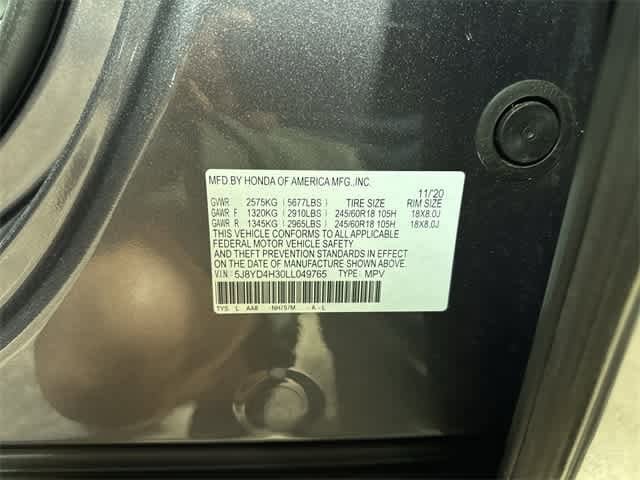 MFD.BY HONDA OF AMERICA MFG.,INC.
11/'20
GVWR 2575KG (5677LBS) TIRE SIZE RIM SIZE
GAWR F 1320KG (2910LBS) 245/60R18 105H 18X8.0J
GAWR R 1345KG (2965LBS) 245/60R18 105H 18X8.0J
THIS VEHICLE CONFORMS TO ALL APPLICABLE
FEDERAL MOTOR VEHICLE SAFETY
AND THEFT PREVENTION STANDARDS IN EFFECT
ON THE DATE OF MANUFACTURE SHOWN ABOVE.
V.I.N: 5J8YD4H30LL049765 TYPE: MPV
TYS L AA8 -NH797M -A-L